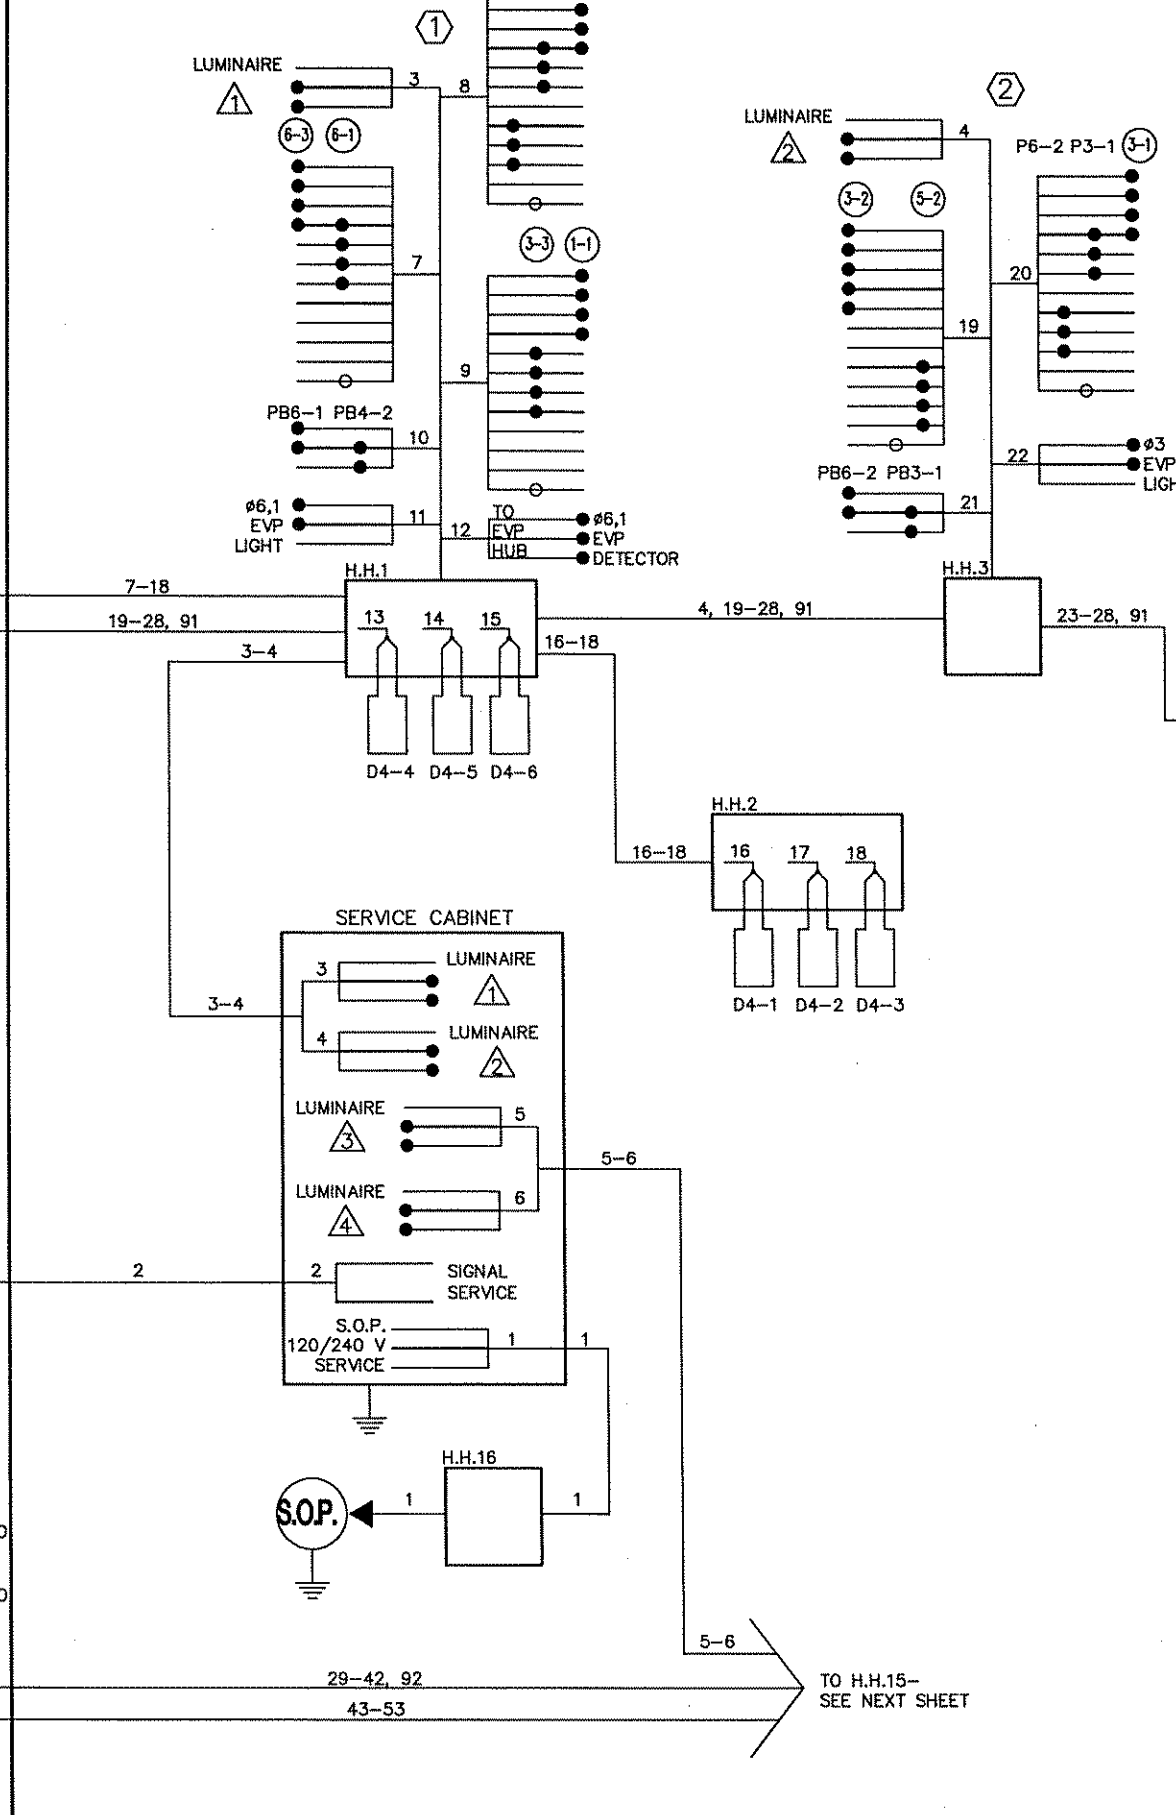 1
LUMINAIRE
1
3
8
6-3 6-1
7
3-3 1-1
9
PB6-1 PB4-2
10
ø6,1
EVP
LIGHT
11
12
TO
EVP
HUB
ø6,1
EVP
DETECTOR
2
LUMINAIRE
2
4
P6-2 P3-1 3-1
3-2 5-2
20
19
PB6-2 PB3-1
21
22
ø3
EVP
H.H.1
7-18
19-28, 91
3-4
13 14 15
4, 19-28, 91
16-18
H.H.3
23-28, 91
D4-4 D4-5 D4-6
H.H.2
16-18
16 17 18
D4-1 D4-2 D4-3
SERVICE CABINET
3
LUMINAIRE
1
3-4
4
LUMINAIRE
2
LUMINAIRE
3
5
5-6
LUMINAIRE
4
6
2
2
SIGNAL
SERVICE
S.O.P.
120/240 V
SERVICE
1
1
H.H.16
S.O.P.
1
1
5-6
29-42, 92
43-53
TO H.H.15-
SEE NEXT SHEET